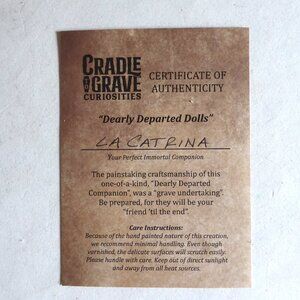 CRADLE
TO
GRAVE
CURIOSITIES
CERTIFICATE OF
AUTHENTICITY
“Dearly Departed Dolls”
LA CATRINA
Your Perfect Immortal Companion
The painstaking craftsmanship of this
one-of-a-kind, “Dearly Departed
Companion”, was a “grave undertaking”.
Be prepared, for they will be your
“friend ’til the end”.
Care Instructions:
Because of the hand painted nature of this creation,
we recommend minimal handling. Even though
varnished, the delicate surfaces will scratch easily.
Please handle with care. Keep out of direct sunlight
and away from all heat sources.